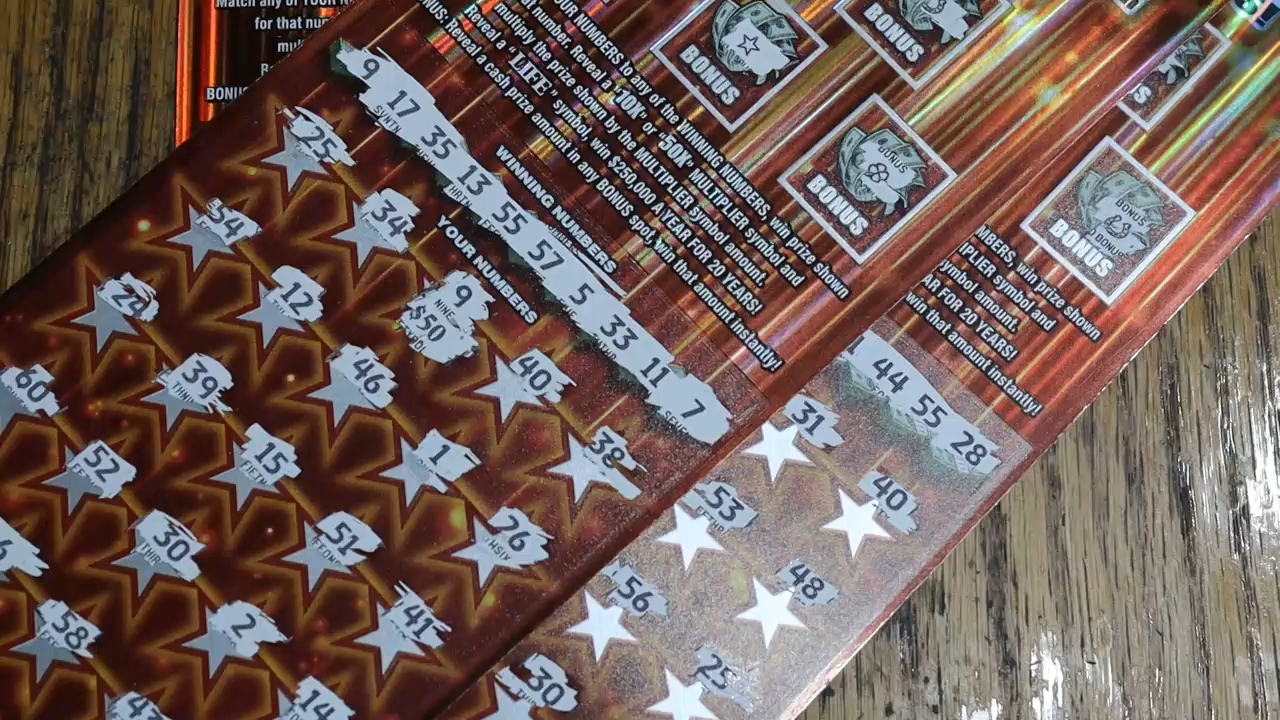 Match any of YOUR N
for that nu
BONUS
BONUS
BONUS
BONUS
BONUS
BONUS
OUR NUMBERS to any of the WINNING NUMBERS, win prize shown
at number. Reveal a "10X" or "50X" MULTIPLIER symbol and
multiply the prize shown by the MULTIPLIER symbol amount.
Reveal a "LIFE" symbol, win $250,000 A YEAR FOR 20 YEARS!
Reveal a cash prize amount in any BONUS spot, win that amount instantly!
WINNING NUMBERS
9 17 35 13 55 57 5 33 11 7
YOUR NUMBERS
25
34
9
NINE
$50
40
38
54
12
46
1
26
24
39
15
51
41
60
52
30
2
14
6
58
43
MBERS, win prize shown
IPLIER symbol and
symbol amount.
AR FOR 20 YEARS!
win that amount instantly!
44 55 28
31
40
53
48
56
25
30